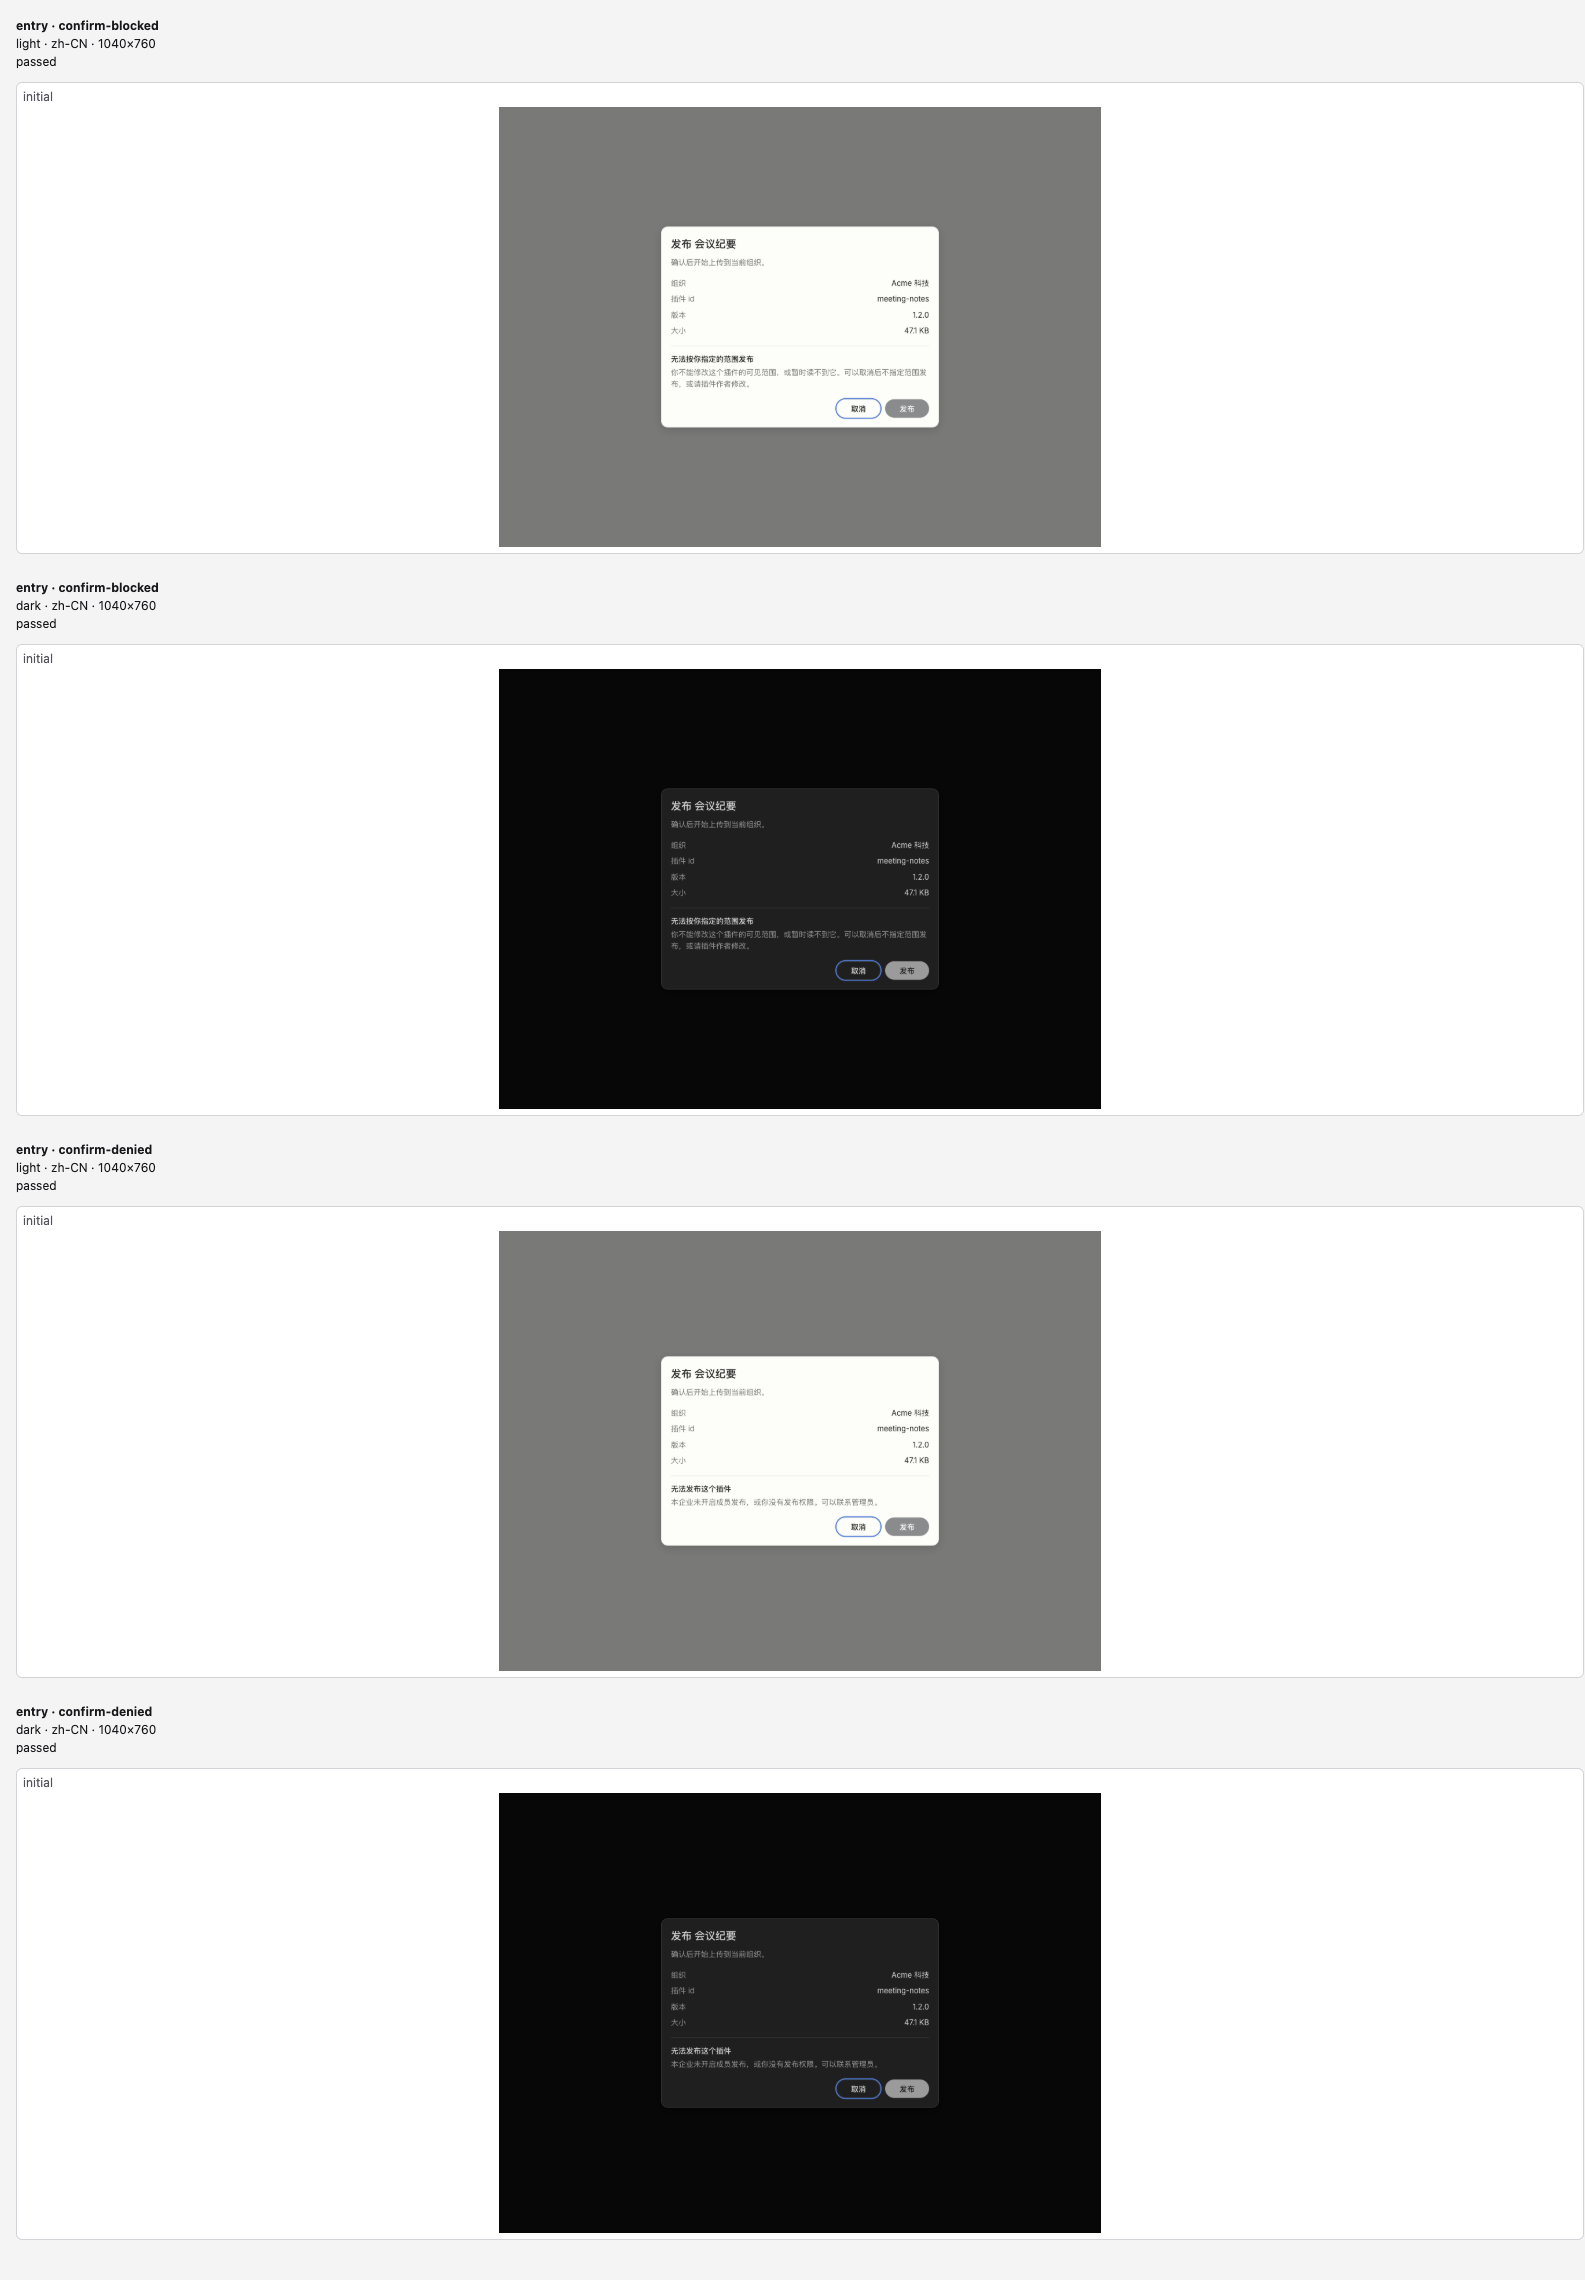 entry · confirm-blocked
light · zh-CN · 1040×760
passed
initial
发布 会议纪要
确认后开始上传到当前组织。
组织 Acme 科技
插件 id meeting-notes
版本 1.2.0
大小 47.1 KB
无法按你指定的范围发布
你不能修改这个插件的可见范围，或暂时读不到它。可以取消后不指定范围发
布，或请插件作者修改。
取消 发布
entry · confirm-blocked
dark · zh-CN · 1040×760
passed
initial
发布 会议纪要
确认后开始上传到当前组织。
组织 Acme 科技
插件 id meeting-notes
版本 1.2.0
大小 47.1 KB
无法按你指定的范围发布
你不能修改这个插件的可见范围，或暂时读不到它。可以取消后不指定范围发
布，或请插件作者修改。
取消 发布
entry · confirm-denied
light · zh-CN · 1040×760
passed
initial
发布 会议纪要
确认后开始上传到当前组织。
组织 Acme 科技
插件 id meeting-notes
版本 1.2.0
大小 47.1 KB
无法发布这个插件
本企业未开启成员发布，或你没有发布权限。可以联系管理员。
取消 发布
entry · confirm-denied
dark · zh-CN · 1040×760
passed
initial
发布 会议纪要
确认后开始上传到当前组织。
组织 Acme 科技
插件 id meeting-notes
版本 1.2.0
大小 47.1 KB
无法发布这个插件
本企业未开启成员发布，或你没有发布权限。可以联系管理员。
取消 发布